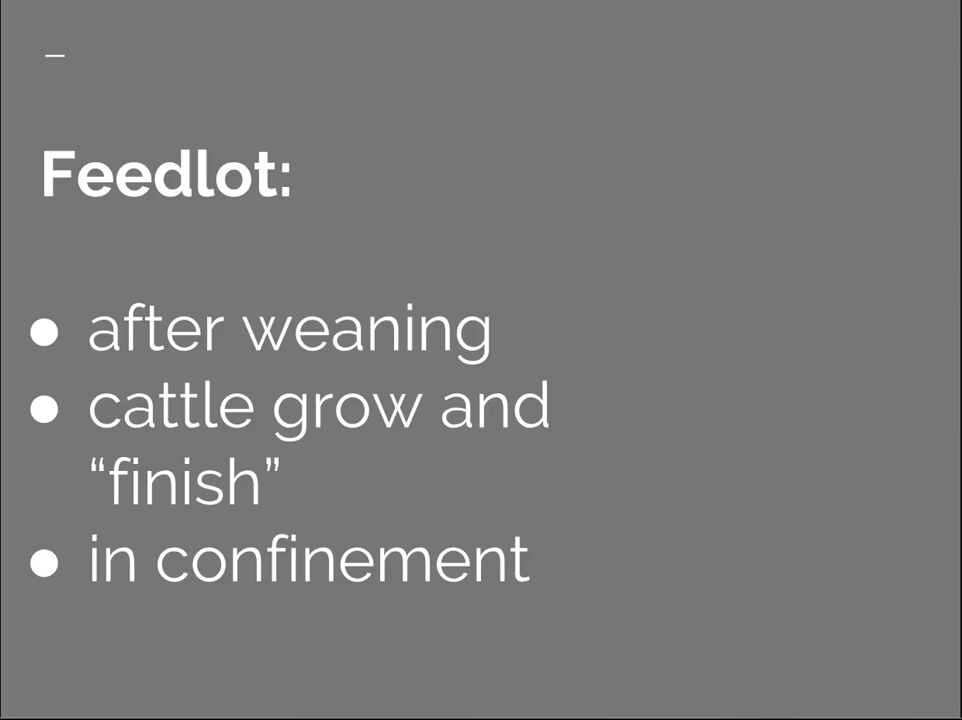 Feedlot:
● after weaning
● cattle grow and
“finish”
● in confinement